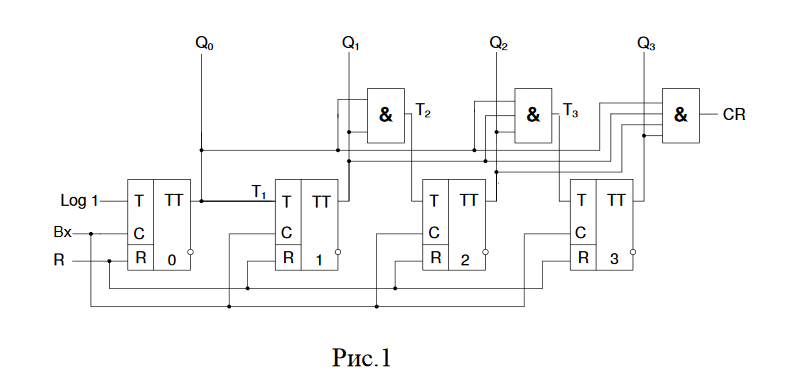 Q0 Q1 Q2 Q3
& T2 & T3 & CR
Log 1 T TT T1 T TT T TT T TT
Вх C C C C
R R 0 R 1 R 2 R 3
Рис.1